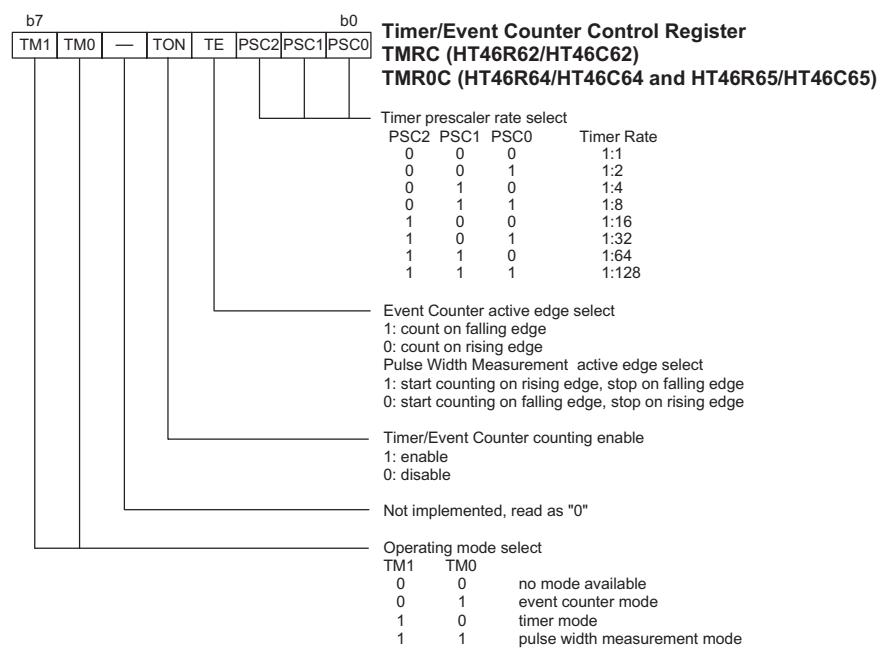 b7 b0
TM1 TM0 — TON TE PSC2 PSC1 PSC0
Timer/Event Counter Control Register
TMRC (HT46R62/HT46C62)
TMR0C (HT46R64/HT46C64 and HT46R65/HT46C65)
Timer prescaler rate select
PSC2 PSC1 PSC0 Timer Rate
0 0 0 1:1
0 0 1 1:2
0 1 0 1:4
0 1 1 1:8
1 0 0 1:16
1 0 1 1:32
1 1 0 1:64
1 1 1 1:128
Event Counter active edge select
1: count on falling edge
0: count on rising edge
Pulse Width Measurement active edge select
1: start counting on rising edge, stop on falling edge
0: start counting on falling edge, stop on rising edge
Timer/Event Counter counting enable
1: enable
0: disable
Not implemented, read as "0"
Operating mode select
TM1 TM0
0 0 no mode available
0 1 event counter mode
1 0 timer mode
1 1 pulse width measurement mode